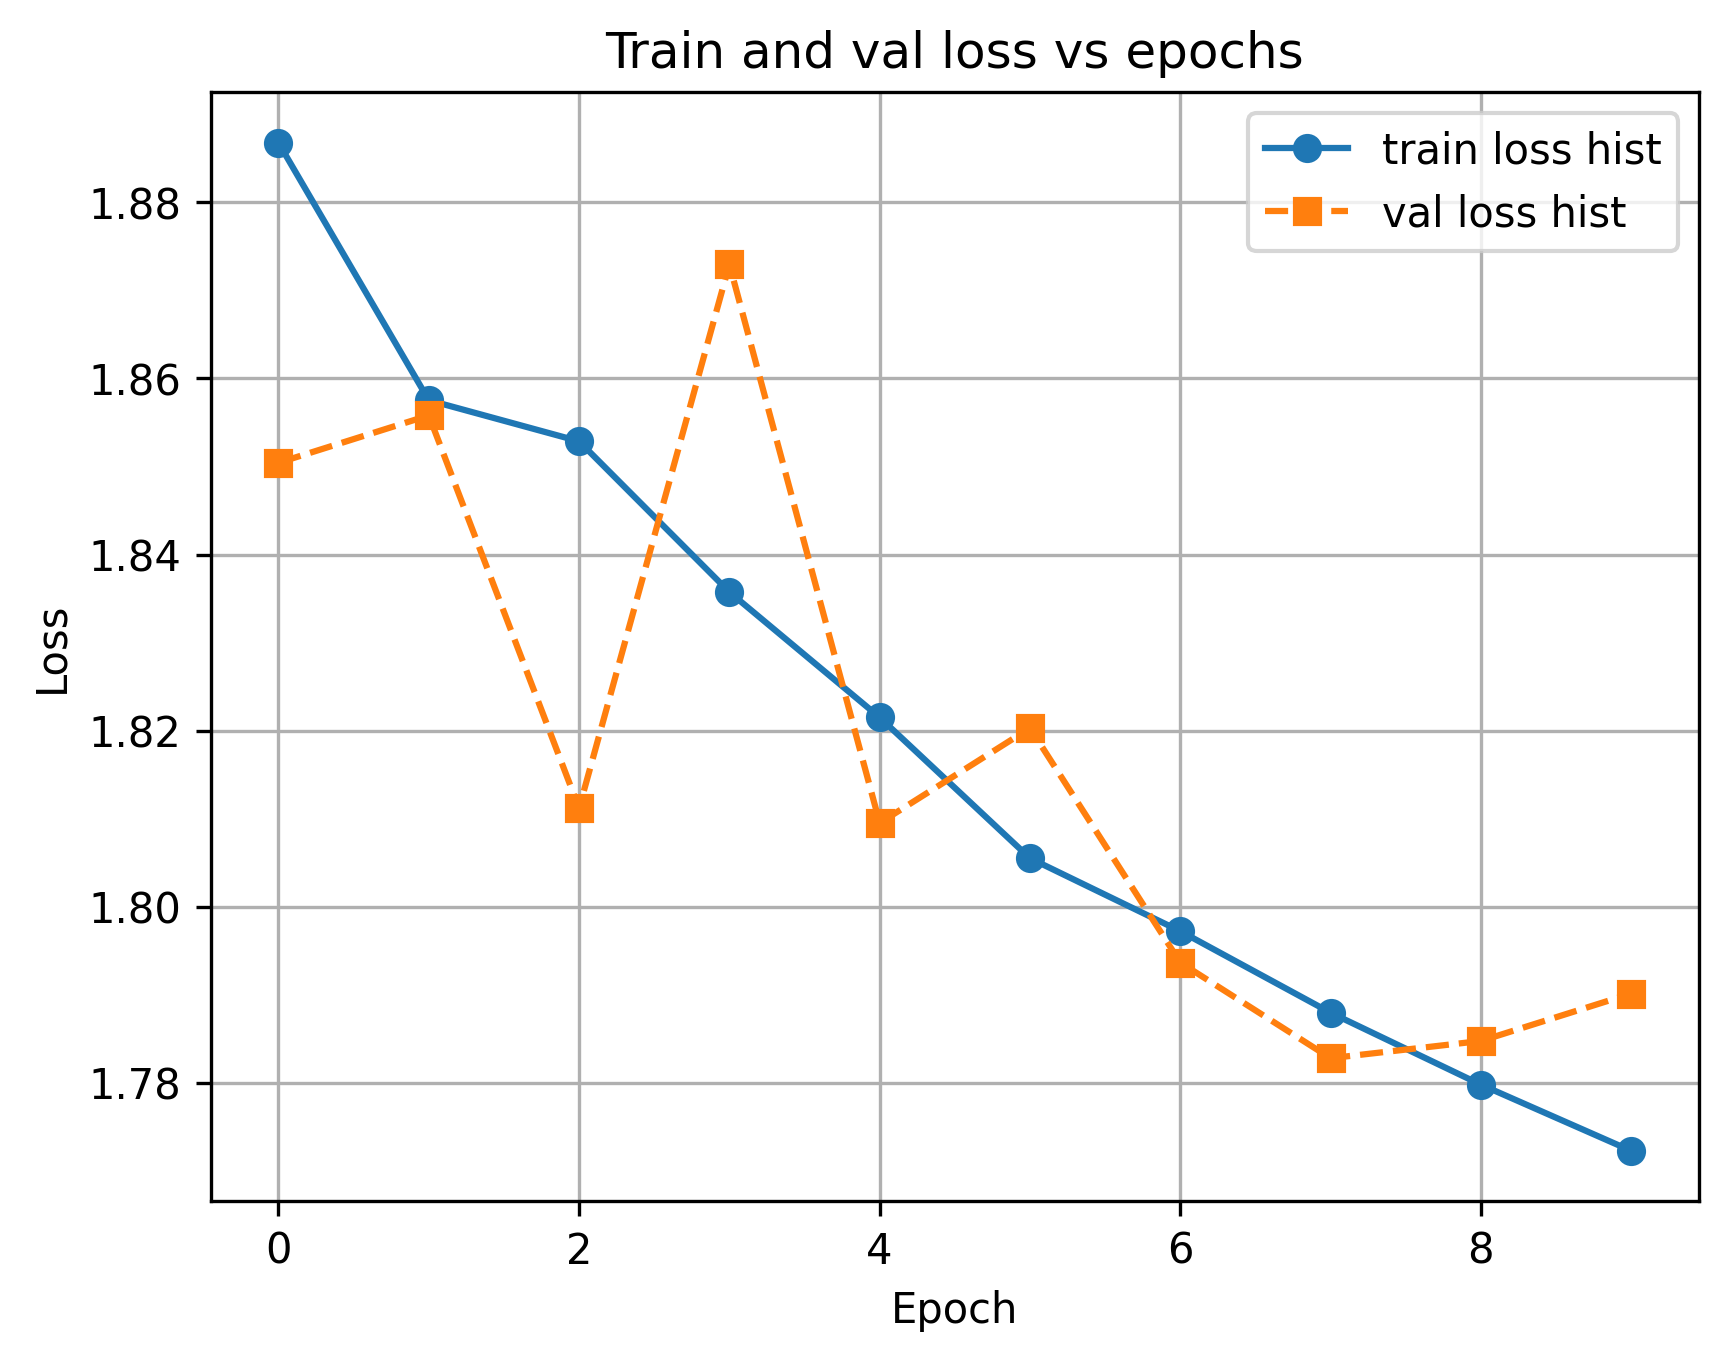 Train and val loss vs epochs
train loss hist
val loss hist
1.88
1.86
1.84
1.82
1.80
1.78
Loss
0 2 4 6 8
Epoch